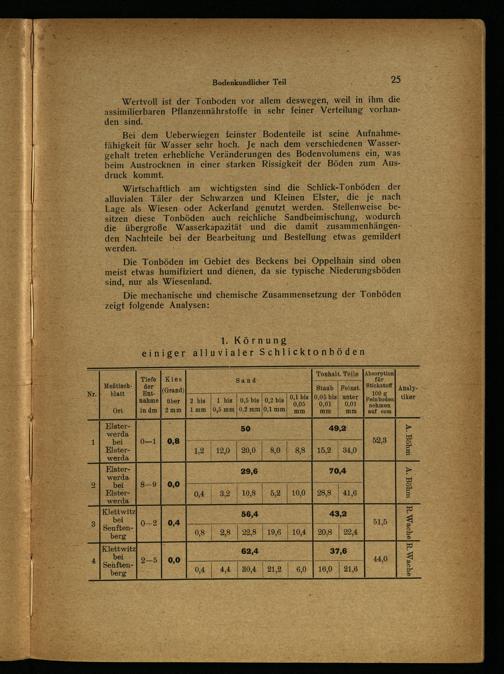 Bodenkundlicher Teil 25
Wertvoll ist der Tonboden vor allem deswegen, weil in ihm die
assimilierbaren Pflanzennährstoffe in sehr feiner Verteilung vorhan-
den sind.
Bei dem Ueberwiegen feinster Bodenteile ist seine Aufnahme-
fähigkeit für Wasser sehr hoch. Je nach dem verschiedenen Wasser-
gehalt treten erhebliche Veränderungen des Bodenvolumens ein, was
beim Austrocknen in einer starken Rissigkeit der Böden zum Aus-
druck kommt.
Wirtschaftlich am wichtigsten sind die Schlick-Tonböden der
alluvialen Täler der Schwarzen und Kleinen Elster, die je nach
Lage als Wiesen oder Ackerland genutzt werden. Stellenweise be-
sitzen diese Tonböden auch reichliche Sandbeimischung, wodurch
die übergroße Wasserkapazität und die damit zusammenhängen-
den Nachteile bei der Bearbeitung und Bestellung etwas gemildert
werden.
Die Tonböden im Gebiet des Beckens bei Oppelhain sind oben
meist etwas humifiziert und dienen, da sie typische Niederungsböden
sind, nur als Wiesenland.
Die mechanische und chemische Zusammensetzung der Tonböden
zeigt folgende Analysen:
1. Körnung
einiger alluvialer Schlicktonböden
Nr.
Meßtisch-
blatt
Ort
Tiefe
der
Ent-
nahme
in dm
Kies
(Grand)
über
2 mm
Sand
2 bis
1 mm
1 bis
0,5 mm
0,5 bis
0,2 mm
0,2 bis
0,1 mm
0,1 bis
0,05
mm
Tonhalt. Teile
Staub
0,05 bis
0,01
mm
Feinst.
unter
0,01
mm
Absorption
für
Stickstoff
100 g
Feinboden
nehmen
auf ccm
Analy-
tiker
1
Elster-
werda
bei
Elster-
werda
0—1
0,8
50
49,2
1,2 12,0 20,0 8,0 8,8 15,2 34,0
52,3
A. Böhm
2
Elster-
werda
bei
Elster-
werda
8—9
0,0
29,6
70,4
0,4 3,2 10,8 5,2 10,0 28,8 41,6
A. Böhm
3
Klettwitz
bei
Senften-
berg
0—2
0,4
56,4
43,2
0,8 2,8 22,8 19,6 10,4 20,8 22,4
51,5
R. Wache
4
Klettwitz
bei
Senften-
berg
2—5
0,0
62,4
37,6
0,4 4,4 30,4 21,2 6,0 16,0 21,6
44,0
R. Wache